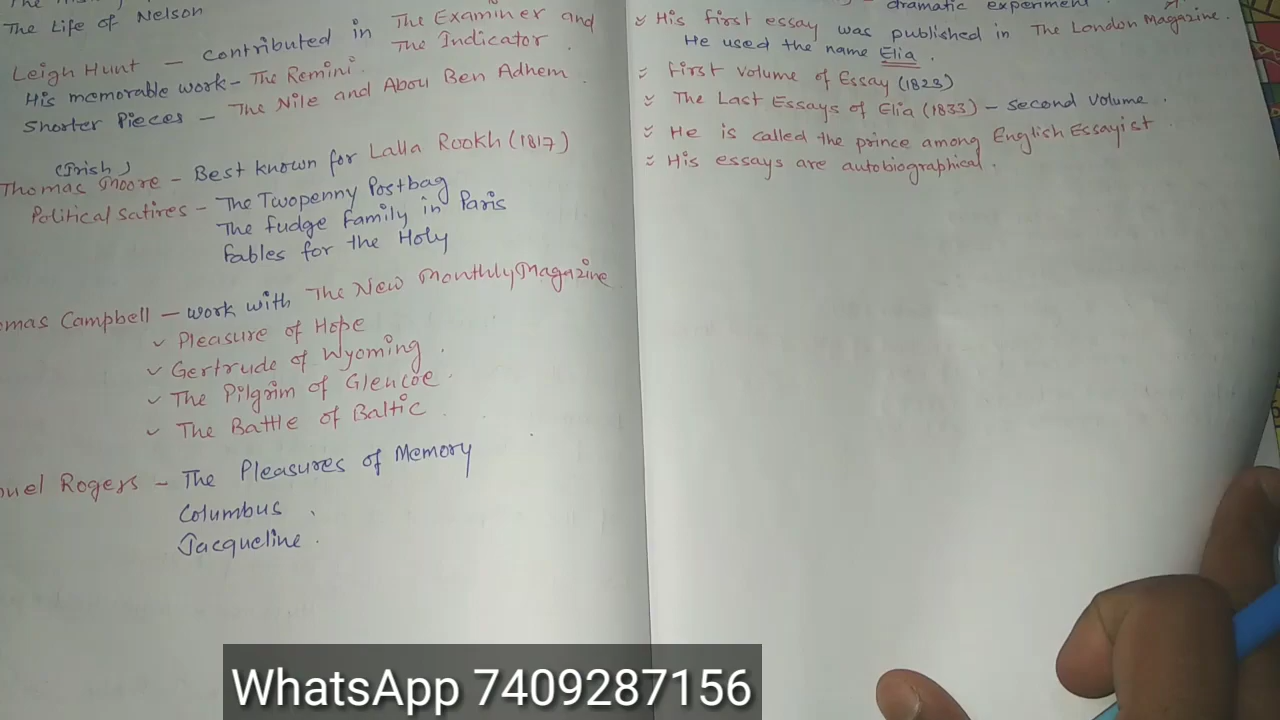 The Life of Nelson
Leigh Hunt – contributed in The Examiner and
The Indicator .
His memorable work – The Remini .
Shorter Pieces – The Nile and Abou Ben Adhem .
(Irish)
Thomas Moore – Best known for Lalla Rookh (1817)
Political Satires – The Twopenny Postbag
The fudge Family in Paris
Fables for the Holy
omas Campbell – work with The New Monthly Magazine
✓ Pleasure of Hope
✓ Gertrude of Wyoming .
✓ The Pilgrim of Glencoe .
✓ The Battle of Baltic .
uel Rogers – The Pleasures of Memory
Columbus .
Jacqueline .
dramatic experiment
His first essay was published in The London Magazine.
He used the name Elia .
First Volume of Essay (1823)
The Last Essays of Elia (1833) – second volume .
He is called the prince among English Essayist .
His essays are autobiographical .
WhatsApp 7409287156